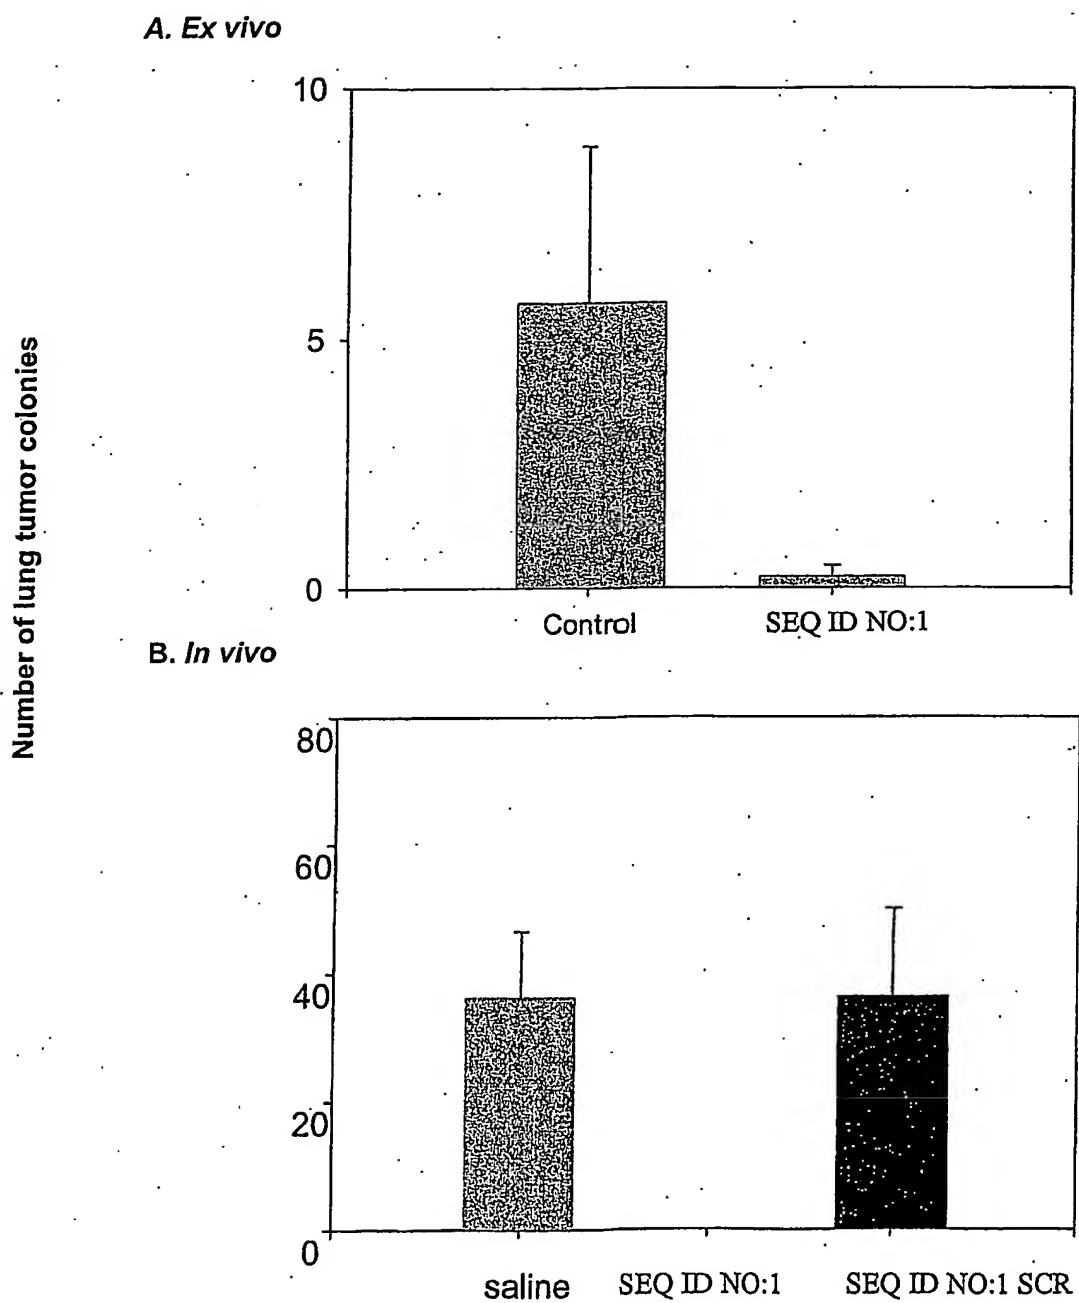 A. Ex vivo
Number of lung tumor colonies
10
5
0
Control SEQ ID NO:1
B. In vivo
80
60
40
20
0
saline SEQ ID NO:1 SEQ ID NO:1 SCR